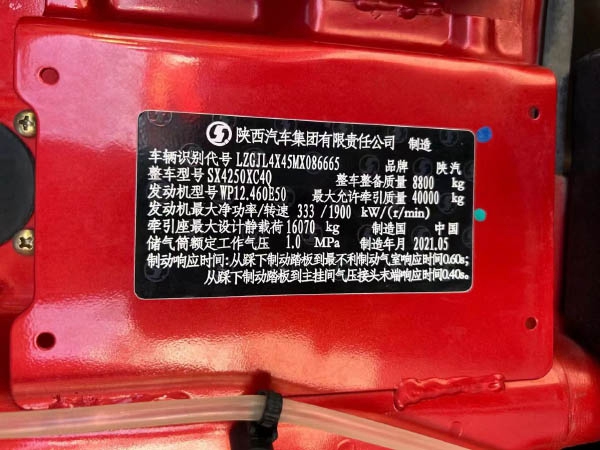 陕西汽车集团有限责任公司 制造
车辆识别代号 LZGJL4X45MX086665 品牌 陕汽
整车型号 SX4250XC4Q 整车整备质量 8800 kg
发动机型号 WP12.460E50 最大允许牵引质量 40000 kg
发动机最大净功率/转速 333 /1900 kW/(r/min)
牵引座最大设计静载荷 16070 kg 制造国 中国
储气筒额定工作气压 1.0 MPa 制造年月 2021.05
制动响应时间:从踩下制动踏板到最不利制动气室响应时间0.60s;
从踩下制动踏板到主挂间气压接头末端响应时间0.40s。